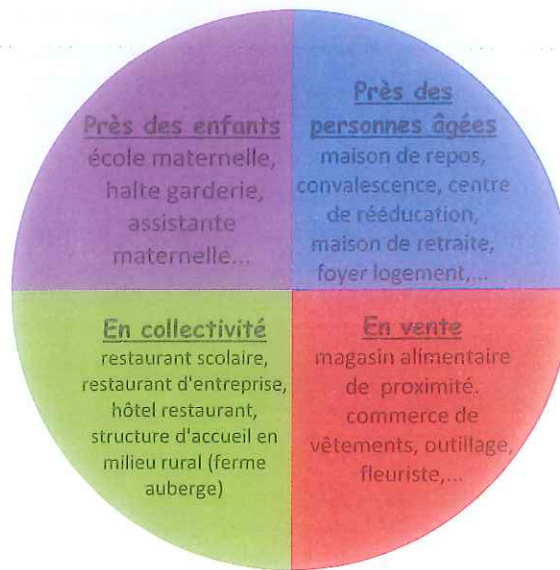 Près des enfants
école maternelle,
halte garderie,
assistante
maternelle...
Près des
personnes âgées
maison de repos,
convalescence, centre
de rééducation,
maison de retraite,
foyer logement,...
En collectivité
restaurant scolaire,
restaurant d'entreprise,
hôtel restaurant,
structure d'accueil en
milieu rural (ferme
auberge)
En vente
magasin alimentaire
de proximité.
commerce de
vêtements, outillage,
fleuriste,...